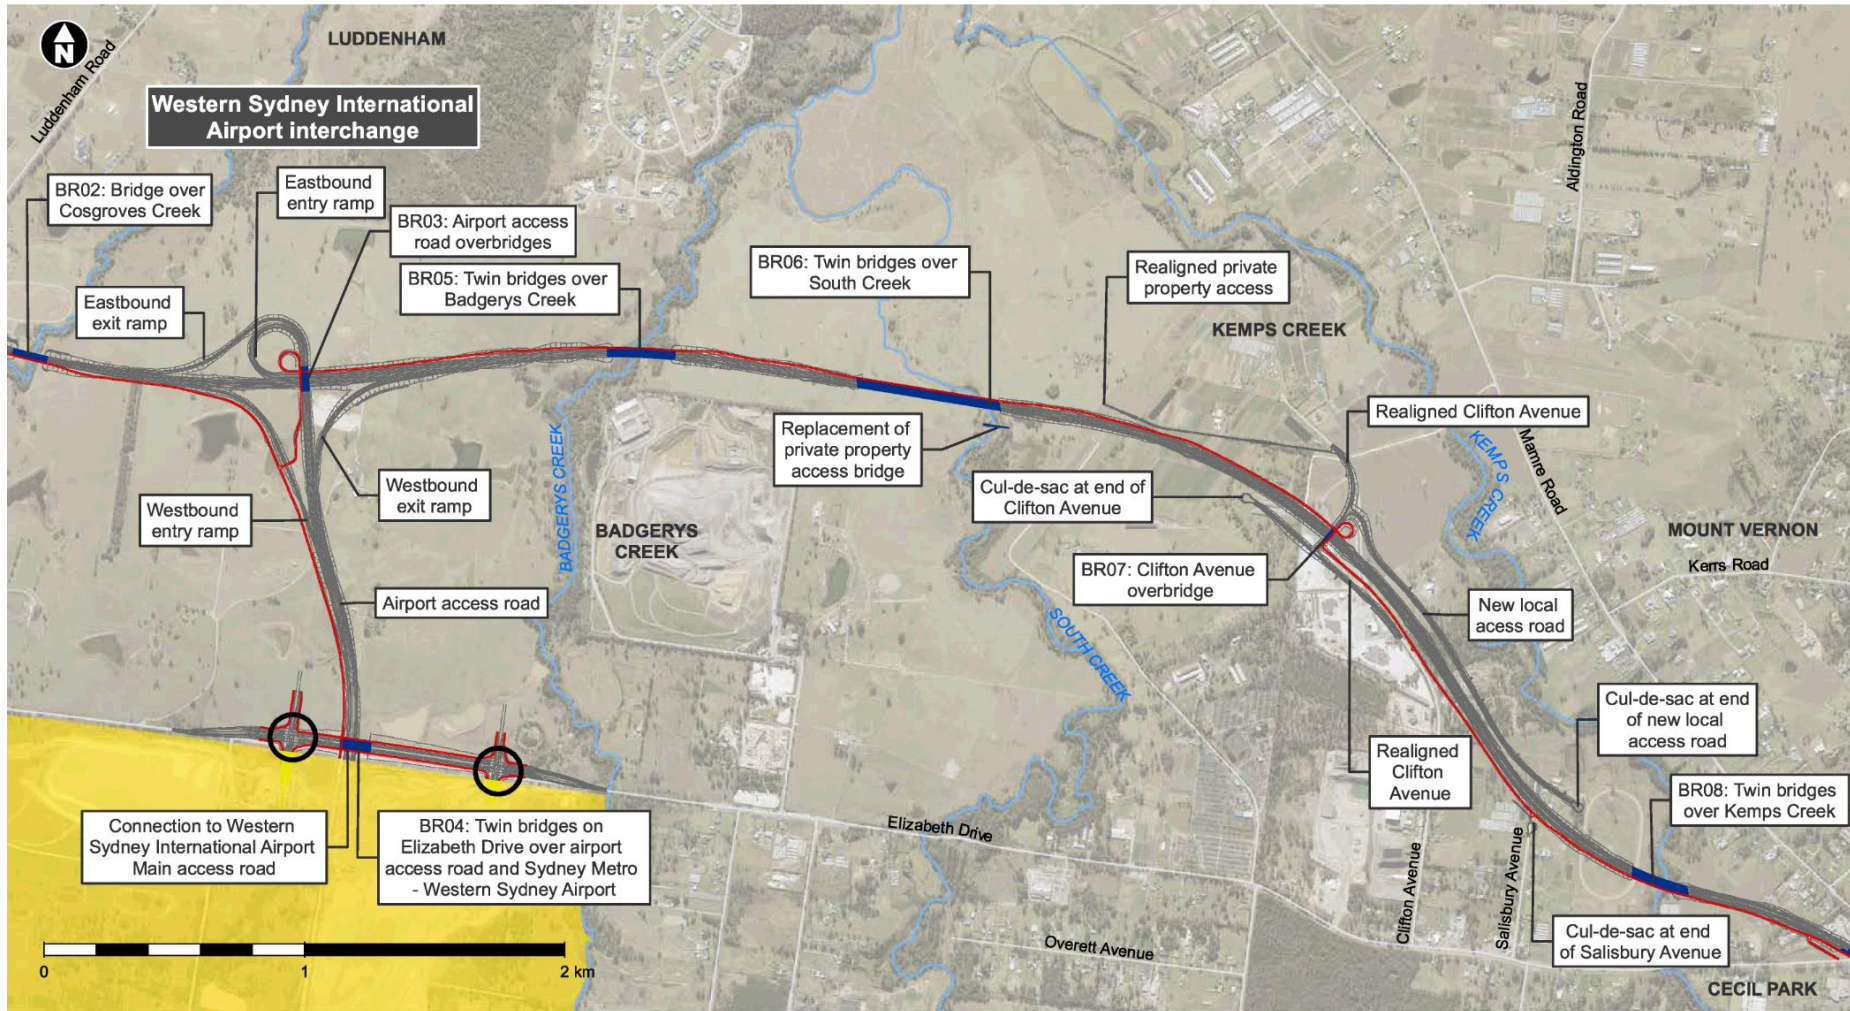 N
LUDDENHAM
Luddenham Road
Western Sydney International
Airport interchange
BR02: Bridge over
Cosgroves Creek
Eastbound
entry ramp
BR03: Airport access
road overbridges
BR05: Twin bridges over
Badgerys Creek
Eastbound
exit ramp
BR06: Twin bridges over
South Creek
Realigned private
property access
Aldington Road
KEMPS CREEK
Realigned Clifton Avenue
Replacement of
private property
access bridge
Cul-de-sac at end of
Clifton Avenue
KEMPS CREEK
Mamre Road
MOUNT VERNON
Kerrs Road
Westbound
entry ramp
Westbound
exit ramp
BADGERYS CREEK
BADGERYS
CREEK
BR07: Clifton Avenue
overbridge
Airport access road
SOUTH CREEK
New local
acess road
Cul-de-sac at end
of new local
access road
Realigned
Clifton
Avenue
BR08: Twin bridges
over Kemps Creek
Connection to Western
Sydney International Airport
Main access road
BR04: Twin bridges on
Elizabeth Drive over airport
access road and Sydney Metro
- Western Sydney Airport
Elizabeth Drive
Clifton Avenue
Salisbury Avenue
Overett Avenue
Cul-de-sac at end
of Salisbury Avenue
CECIL PARK
0
1
2 km